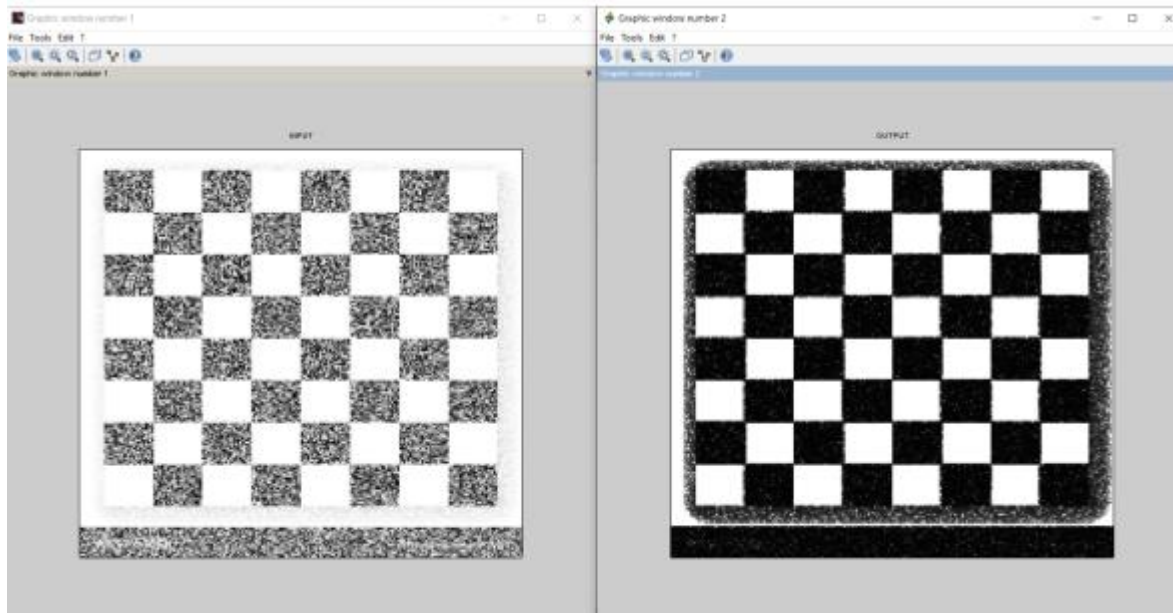 Graphic window number 1
File Tools Edit ?
Graphic window number 1
INPUT
Graphic window number 2
File Tools Edit ?
Graphic window number 2
OUTPUT